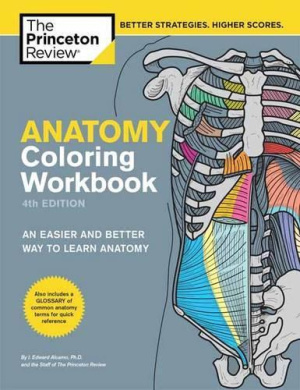 The
Princeton
Review®
BETTER STRATEGIES. HIGHER SCORES.
ANATOMY
Coloring
Workbook
4th EDITION
AN EASIER AND BETTER
WAY TO LEARN ANATOMY
Also includes
a GLOSSARY of
common anatomy
terms for quick
reference
By I. Edward Alcamo, Ph.D.
and the Staff of The Princeton Review